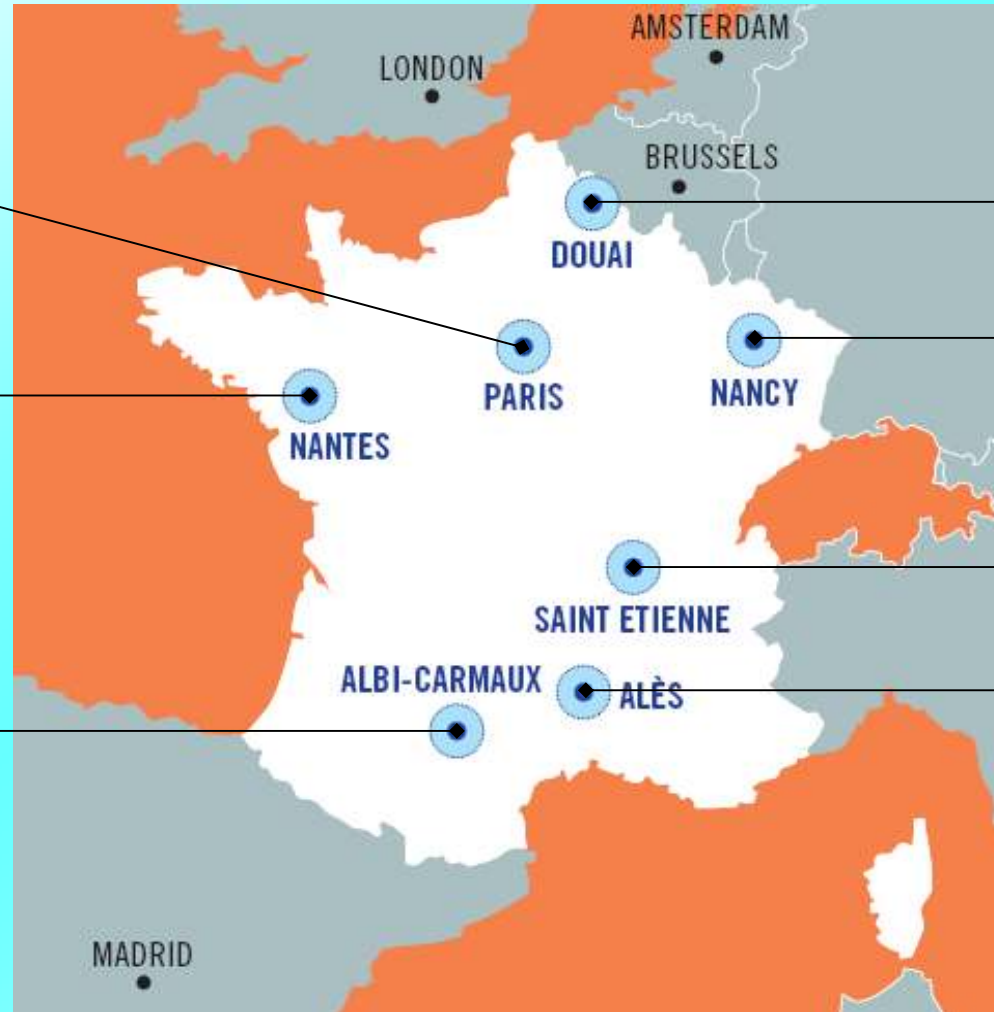 AMSTERDAM
LONDON
BRUSSELS
DOUAI
PARIS
NANCY
NANTES
SAINT ETIENNE
ALBI-CARMAUX
ALÈS
MADRID